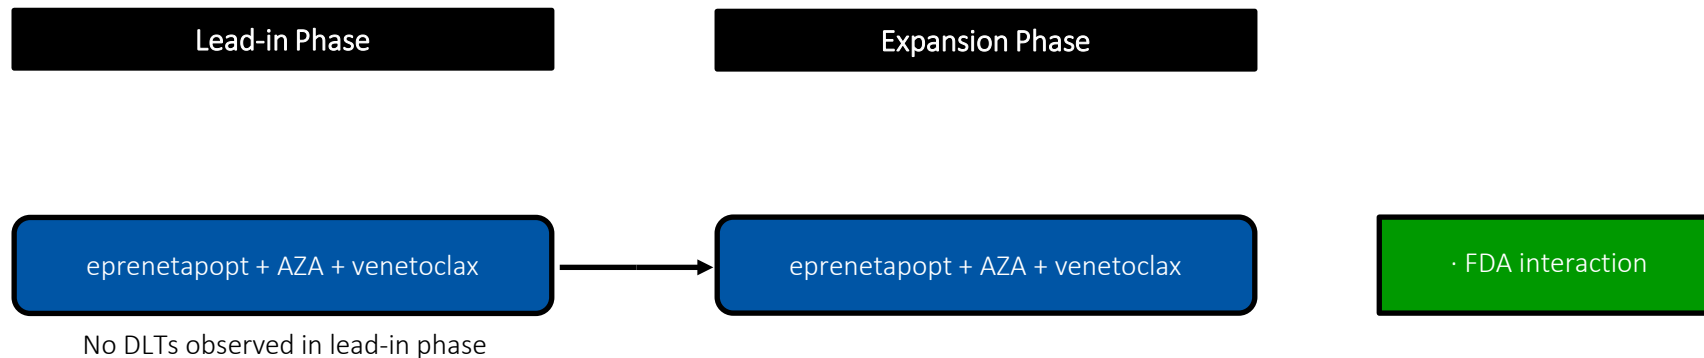 Lead-in Phase
Expansion Phase
eprenetapopt + AZA + venetoclax
eprenetapopt + AZA + venetoclax
· FDA interaction
No DLTs observed in lead-in phase